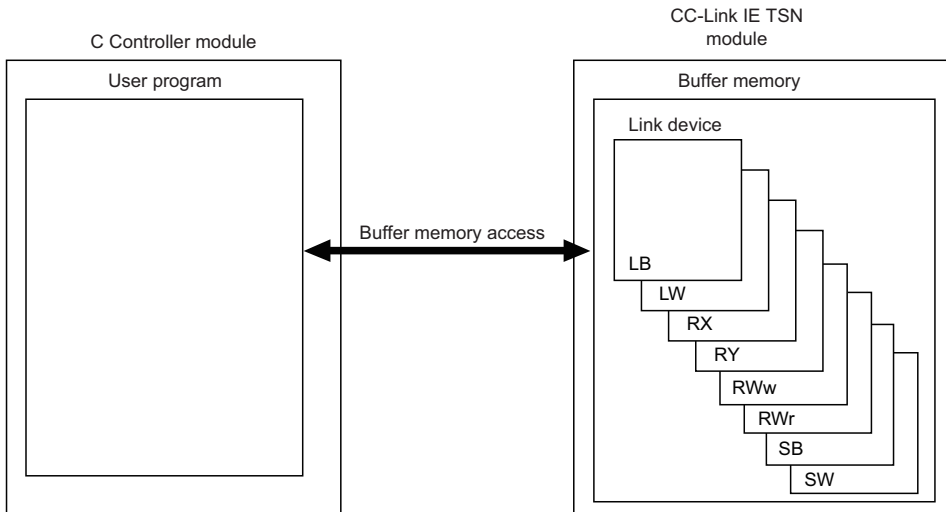 C Controller module
User program
Buffer memory access
CC-Link IE TSN
module
Buffer memory
Link device
LB
LW
RX
RY
RWw
RWr
SB
SW